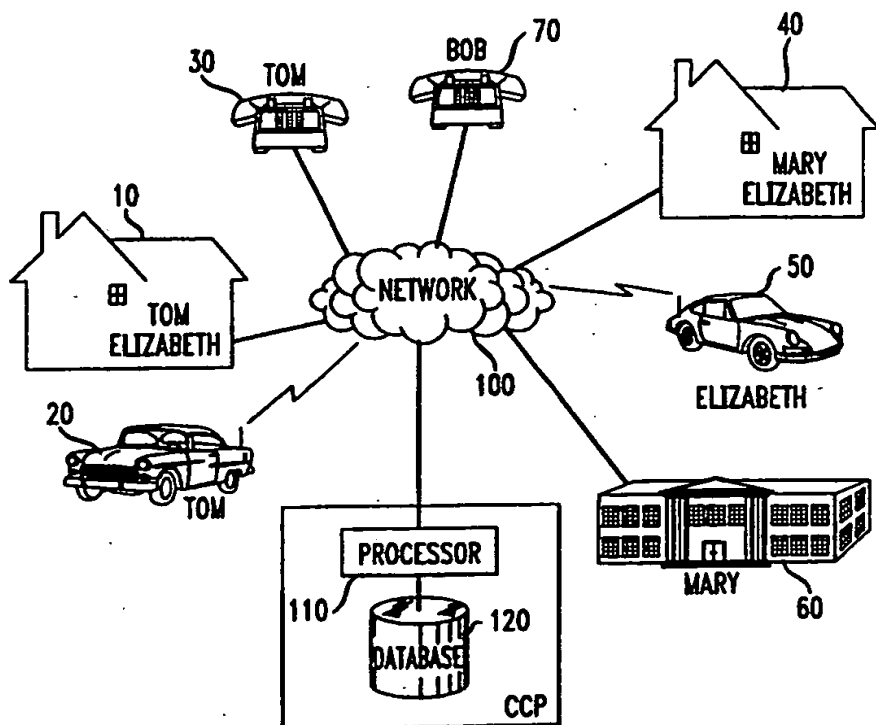 30
TOM
BOB
70
40
MARY
ELIZABETH
10
TOM
ELIZABETH
NETWORK
100
50
ELIZABETH
20
TOM
PROCESSOR
110
DATABASE
120
CCP
MARY
60